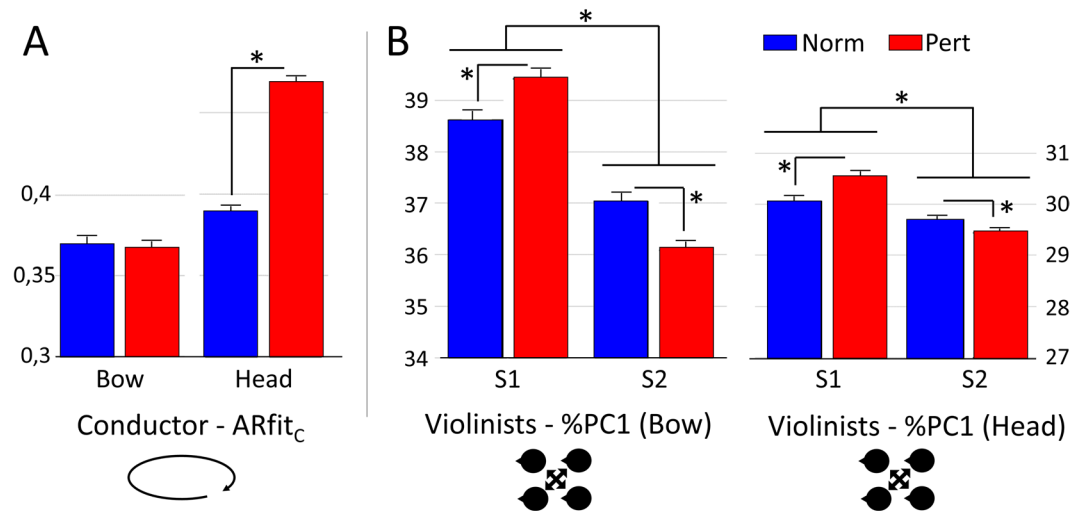 A
B
Norm
Pert
*
*
*
*
*
*
*
39
38
37
36
35
34
0,4
0,35
0,3
31
30
29
28
27
Bow
Head
S1
S2
S1
S2
Conductor - ARfitC
Violinists - %PC1 (Bow)
Violinists - %PC1 (Head)